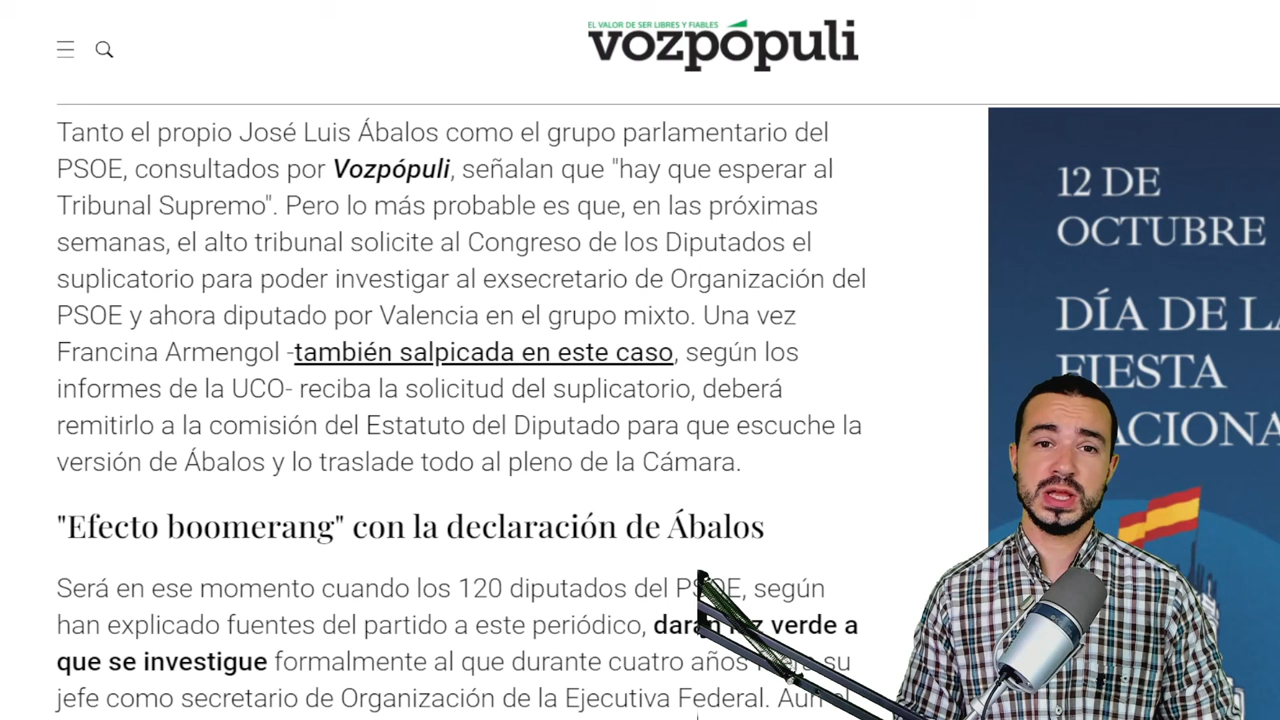 EL VALOR DE SER LIBRES Y FIABLES
vozpópuli
Tanto el propio José Luis Ábalos como el grupo parlamentario del
PSOE, consultados por Vozpópuli, señalan que "hay que esperar al
Tribunal Supremo". Pero lo más probable es que, en las próximas
semanas, el alto tribunal solicite al Congreso de los Diputados el
suplicatorio para poder investigar al exsecretario de Organización del
PSOE y ahora diputado por Valencia en el grupo mixto. Una vez
Francina Armengol -también salpicada en este caso, según los
informes de la UCO- reciba la solicitud del suplicatorio, deberá
remitirlo a la comisión del Estatuto del Diputado para que escuche la
versión de Ábalos y lo traslade todo al pleno de la Cámara.
"Efecto boomerang" con la declaración de Ábalos
Será en ese momento cuando los 120 diputados del PSOE, según
han explicado fuentes del partido a este periódico, darán luz verde a
que se investigue formalmente al que durante cuatro años fuera su
jefe como secretario de Organización de la Ejecutiva Federal. Aun el
12 DE
OCTUBRE
DÍA DE LA
FIESTA
NACIONA